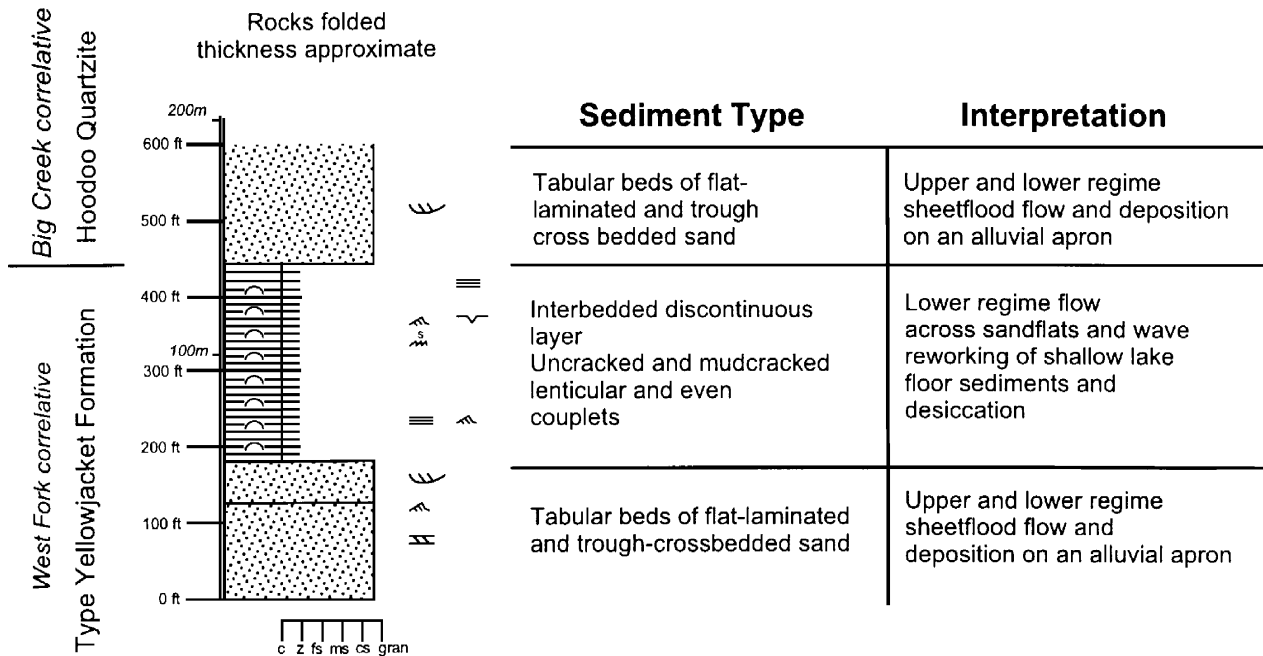 Rocks folded
thickness approximate
Big Creek correlative
Hoodoo Quartzite
West Fork correlative
Type Yellowjacket Formation
200m
600 ft
500 ft
400 ft
100m
300 ft
200 ft
100 ft
0 ft
s
c z fs ms cs gran
Sediment Type
Interpretation
Tabular beds of flat-
laminated and trough
cross bedded sand
Upper and lower regime
sheetflood flow and deposition
on an alluvial apron
Interbedded discontinuous
layer
Uncracked and mudcracked
lenticular and even
couplets
Lower regime flow
across sandflats and wave
reworking of shallow lake
floor sediments and
desiccation
Tabular beds of flat-laminated
and trough-crossbedded sand
Upper and lower regime
sheetflood flow and
deposition on an alluvial apron